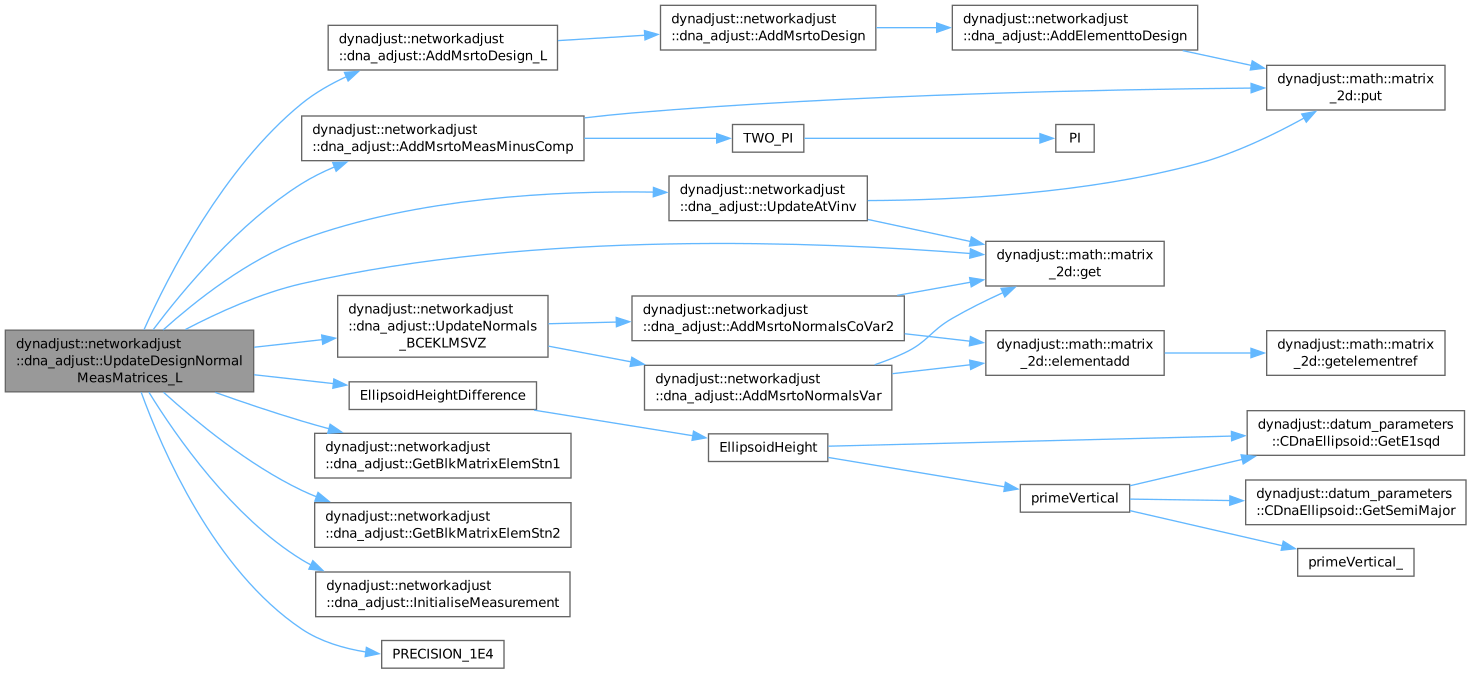 dynadjust::networkadjust
::dna_adjust::UpdateDesignNormal
MeasMatrices_L
dynadjust::networkadjust
::dna_adjust::AddMsrtoDesign_L
dynadjust::networkadjust
::dna_adjust::AddMsrtoDesign
dynadjust::networkadjust
::dna_adjust::AddElementtoDesign
dynadjust::math::matrix
_2d::put
dynadjust::networkadjust
::dna_adjust::AddMsrtoMeasMinusComp
TWO_PI
PI
dynadjust::networkadjust
::dna_adjust::UpdateAtVinv
dynadjust::math::matrix
_2d::get
dynadjust::networkadjust
::dna_adjust::UpdateNormals
_BCEKLMSVZ
dynadjust::networkadjust
::dna_adjust::AddMsrtoNormalsCoVar2
dynadjust::math::matrix
_2d::elementadd
dynadjust::math::matrix
_2d::getelementref
dynadjust::networkadjust
::dna_adjust::AddMsrtoNormalsVar
EllipsoidHeightDifference
EllipsoidHeight
dynadjust::datum_parameters
::CDnaEllipsoid::GetE1sqd
primeVertical
dynadjust::datum_parameters
::CDnaEllipsoid::GetSemiMajor
primeVertical_
dynadjust::networkadjust
::dna_adjust::GetBlkMatrixElemStn1
dynadjust::networkadjust
::dna_adjust::GetBlkMatrixElemStn2
dynadjust::networkadjust
::dna_adjust::InitialiseMeasurement
PRECISION_1E4